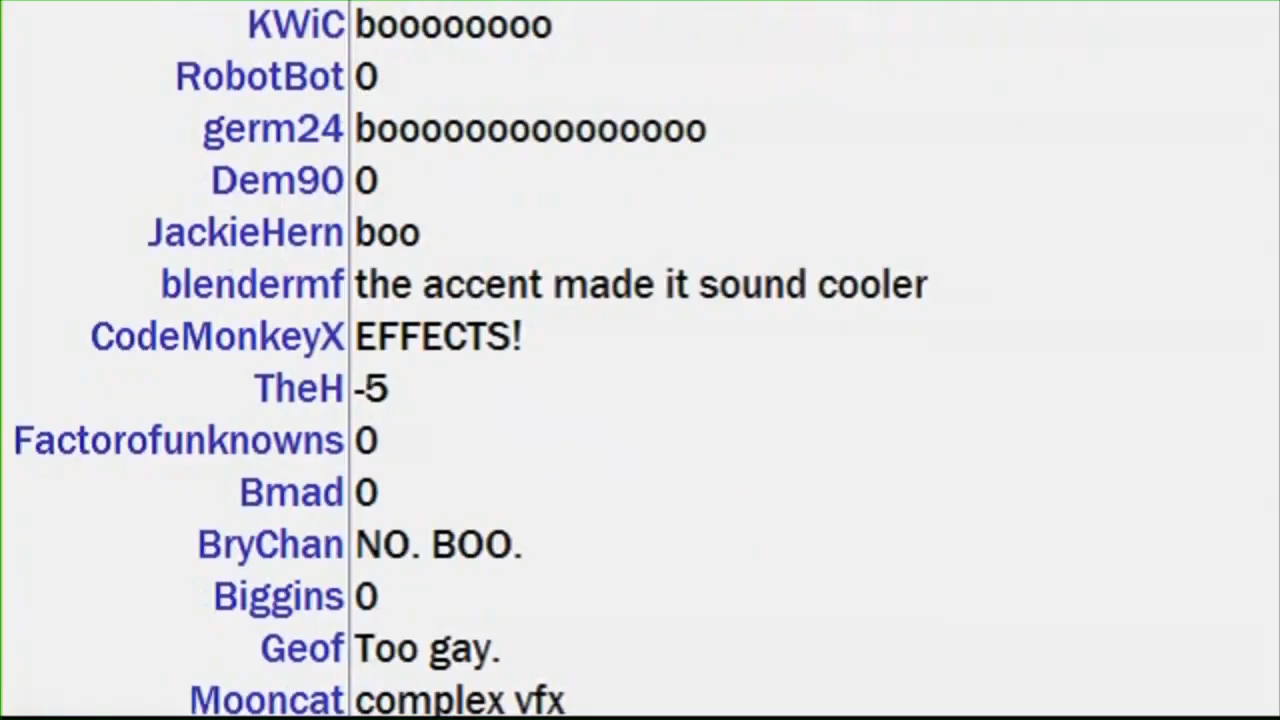 KWiC boooooooo
RobotBot 0
germ24 booooooooooooooo
Dem90 0
JackieHern boo
blendermf the accent made it sound cooler
CodeMonkeyX EFFECTS!
TheH -5
Factorofunknowns 0
Bmad 0
BryChan NO. BOO.
Biggins 0
Geof Too gay.
Mooncat complex vfx